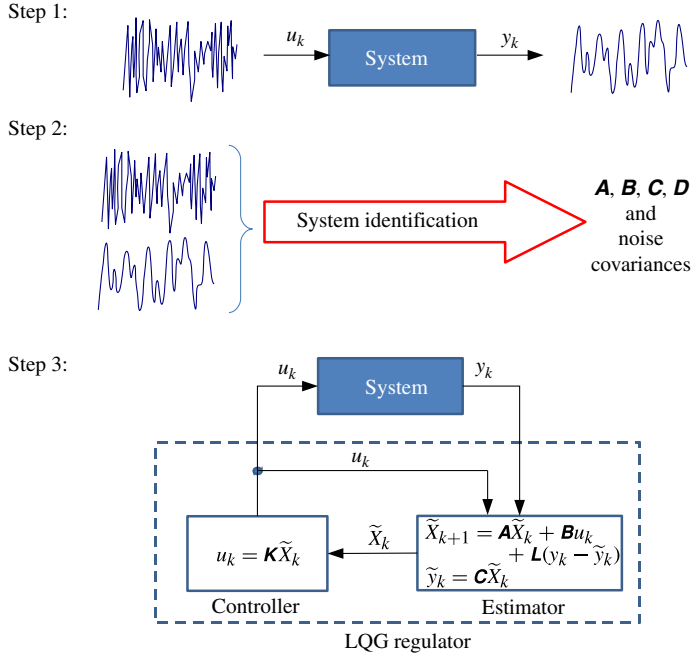 Step 1:
u_k
System
y_k
Step 2:
System identification
A, B, C, D
and
noise
covariances
Step 3:
u_k
System
y_k
u_k
u_k = KX̃_k
X̃_k
X̃_{k+1} = AX̃_k + Bu_k
+ L(y_k − ỹ_k)
ỹ_k = CX̃_k
Controller
Estimator
LQG regulator